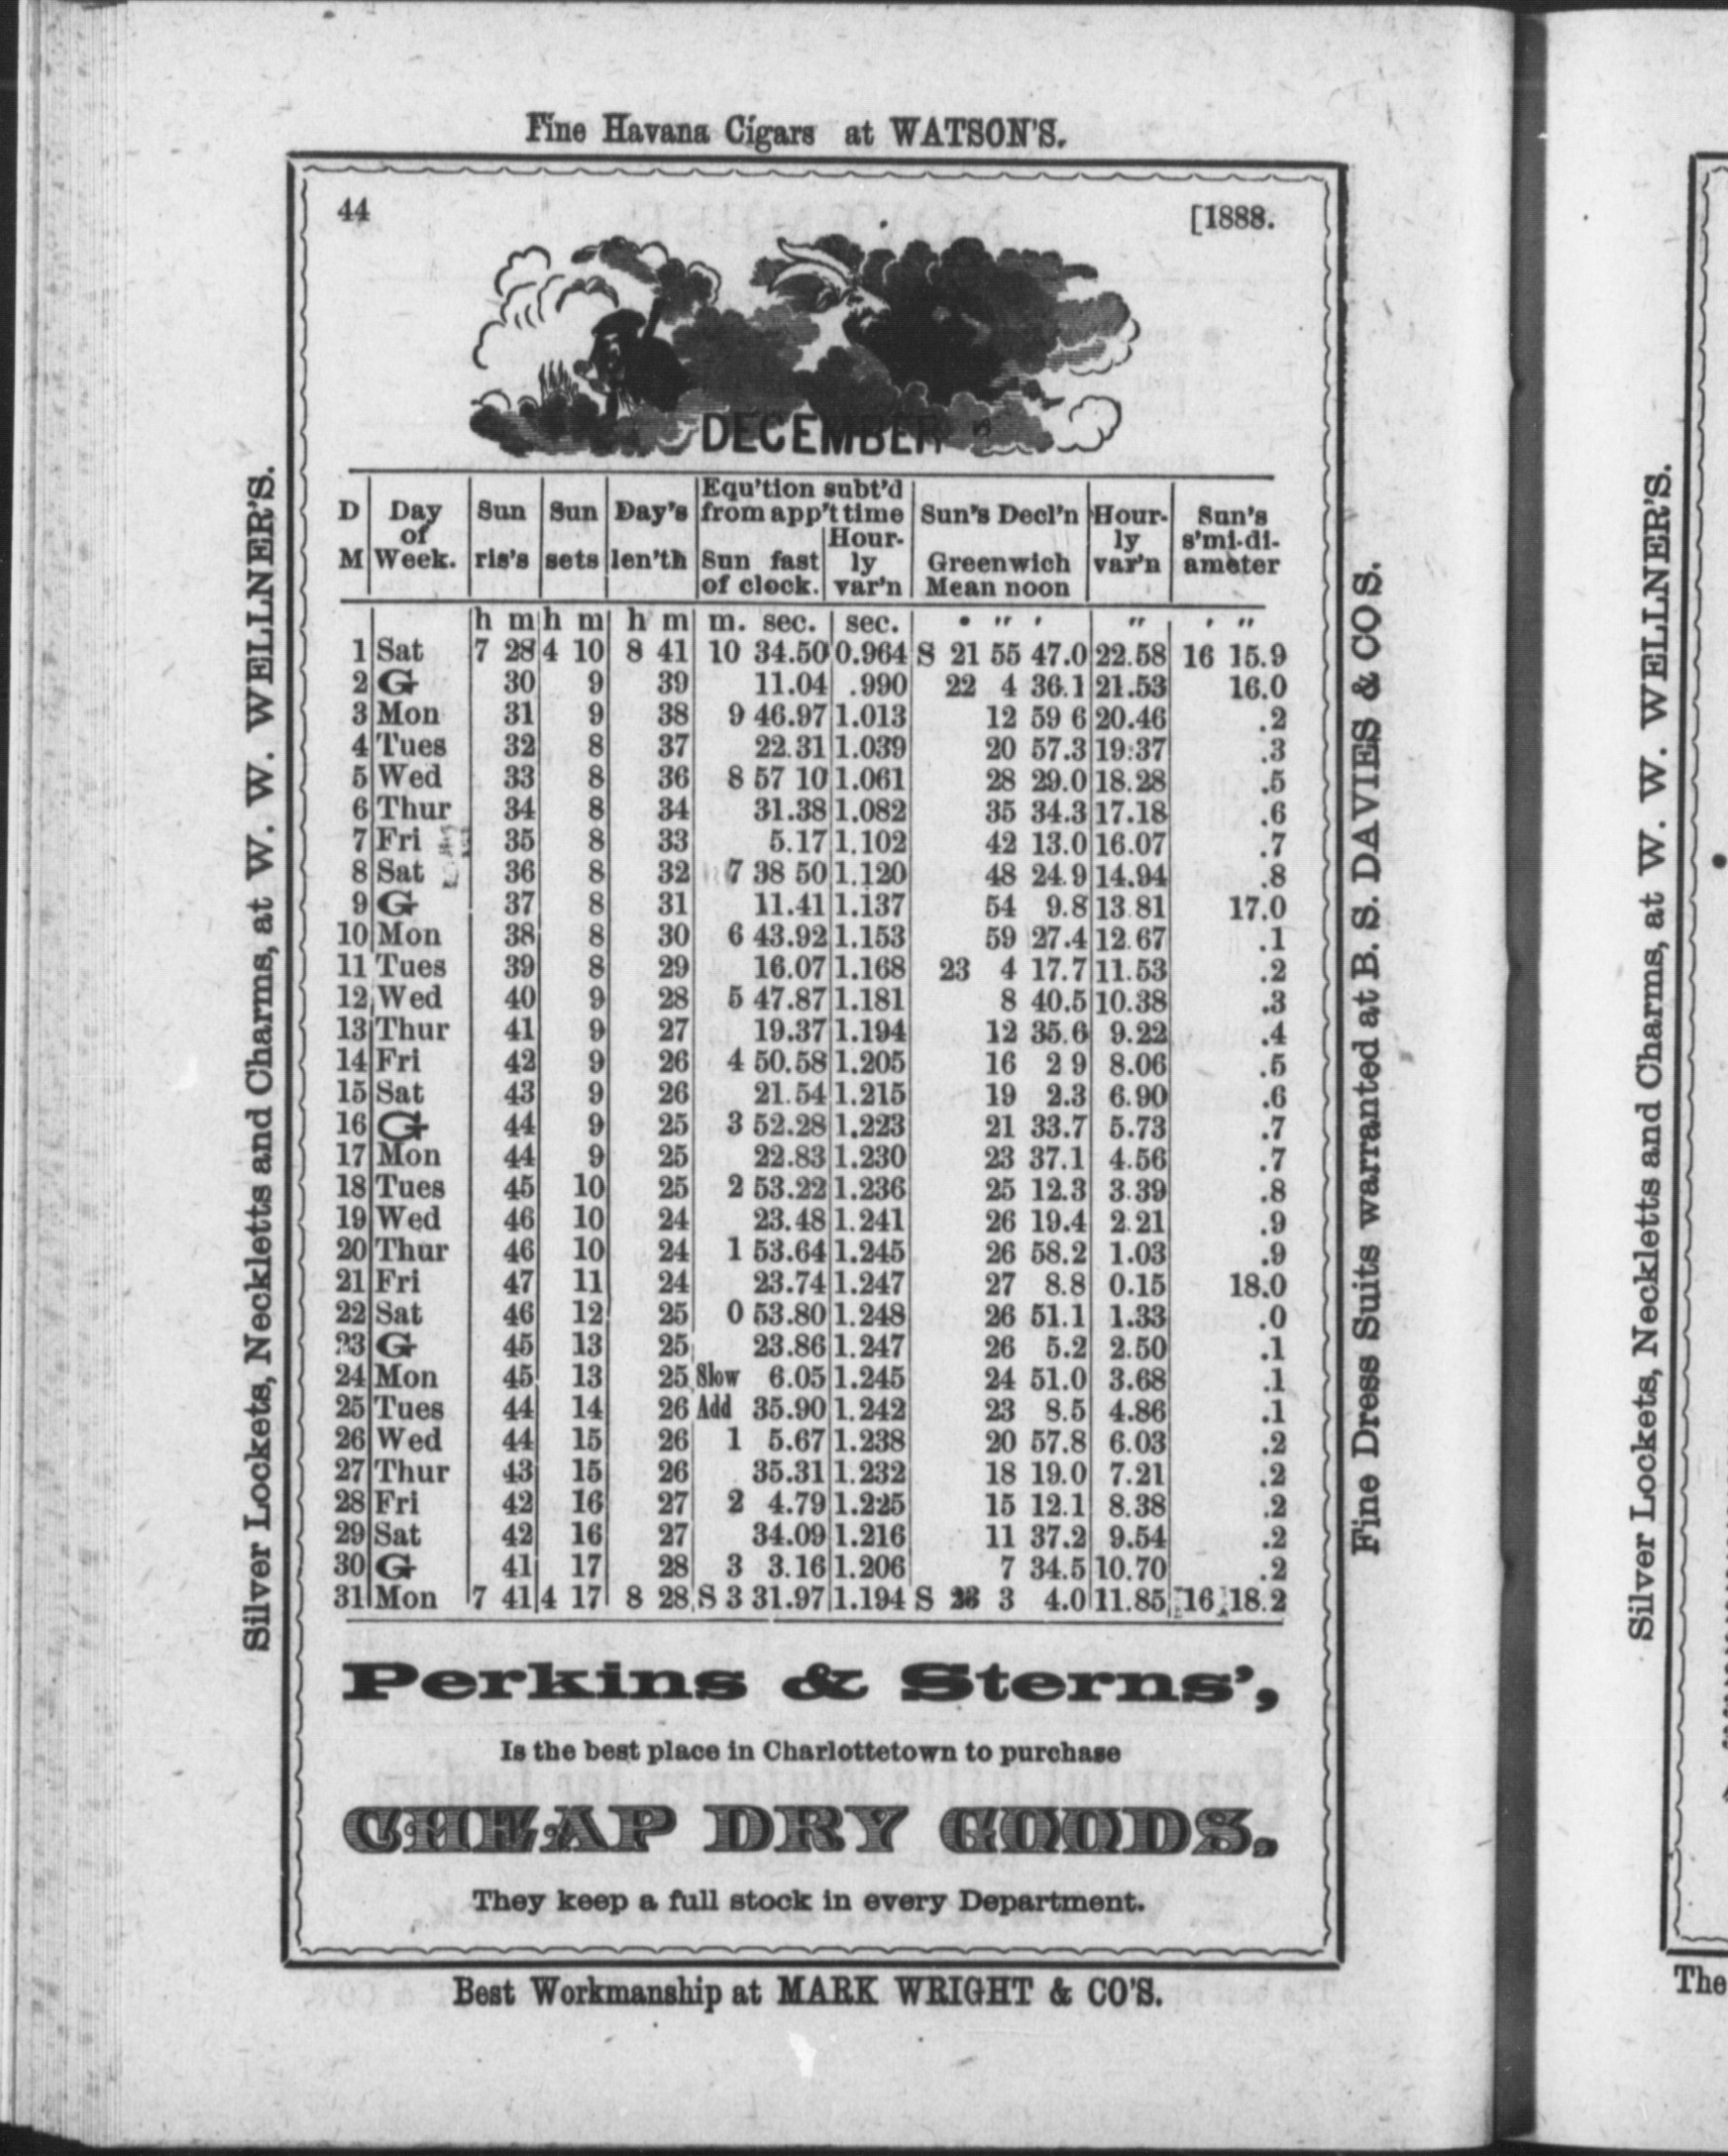 Fine Havana Cigars at WATSON'S.
44 [1888.
DECEMBER
D M Day of Week. Sun ris's Sun sets Day's len'th Equ'tion subt'd from app't time Sun fast of clock. Hour-ly var'n Sun's Decl'n Greenwich Mean noon Hour-ly var'n Sun's s'mi-di-ameter
h m h m h m m. sec. sec. ° " ' " ' "
1 Sat 7 28 4 10 8 41 10 34.50 0.964 S 21 55 47.0 22.58 16 15.9
2 G 30 9 39 11.04 .990 22 4 36.1 21.53 16.0
3 Mon 31 9 38 9 46.97 1.013 12 59 6 20.46 .2
4 Tues 32 8 37 22.31 1.039 20 57.3 19.37 .3
5 Wed 33 8 36 8 57 10 1.061 28 29.0 18.28 .5
6 Thur 34 8 34 31.38 1.082 35 34.3 17.18 .6
7 Fri 35 8 33 5.17 1.102 42 13.0 16.07 .7
8 Sat 36 8 32 7 38 50 1.120 48 24.9 14.94 .8
9 G 37 8 31 11.41 1.137 54 9.8 13 81 17.0
10 Mon 38 8 30 6 43.92 1.153 59 27.4 12.67 .1
11 Tues 39 8 29 16.07 1.168 23 4 17.7 11.53 .2
12 Wed 40 9 28 5 47.87 1.181 8 40.5 10.38 .3
13 Thur 41 9 27 19.37 1.194 12 35.6 9.22 .4
14 Fri 42 9 26 4 50.58 1.205 16 2 9 8.06 .5
15 Sat 43 9 26 21.54 1.215 19 2.3 6.90 .6
16 G 44 9 25 3 52.28 1.223 21 33.7 5.73 .7
17 Mon 44 9 25 22.83 1.230 23 37.1 4.56 .7
18 Tues 45 10 25 2 53.22 1.236 25 12.3 3.39 .8
19 Wed 46 10 24 23.48 1.241 26 19.4 2.21 .9
20 Thur 46 10 24 1 53.64 1.245 26 58.2 1.03 .9
21 Fri 47 11 24 23.74 1.247 27 8.8 0.15 18.0
22 Sat 46 12 25 0 53.80 1.248 26 51.1 1.33 .0
23 G 45 13 25 23.86 1.247 26 5.2 2.50 .1
24 Mon 45 13 25 Slow 6.05 1.245 24 51.0 3.68 .1
25 Tues 44 14 26 Add 35.90 1.242 23 8.5 4.86 .1
26 Wed 44 15 26 1 5.67 1.238 20 57.8 6.03 .2
27 Thur 43 15 26 35.31 1.232 18 19.0 7.21 .2
28 Fri 42 16 27 2 4.79 1.225 15 12.1 8.38 .2
29 Sat 42 16 27 34.09 1.216 11 37.2 9.54 .2
30 G 41 17 28 3 3.16 1.206 7 34.5 10.70 .2
31 Mon 7 41 4 17 8 28 S 3 31.97 1.194 S 23 3 4.0 11.85 16 18.2
Perkins & Sterns',
Is the best place in Charlottetown to purchase
CHEAP DRY GOODS,
They keep a full stock in every Department.
Best Workmanship at MARK WRIGHT & CO'S.
Silver Lockets, Neckletts and Charms, at W. W. WELLNER'S.
Fine Dress Suits warranted at B. S. DAVIES & CO'S.
Silver Lockets, Neckletts and Charms, at W. W. WELLNER'S.
The